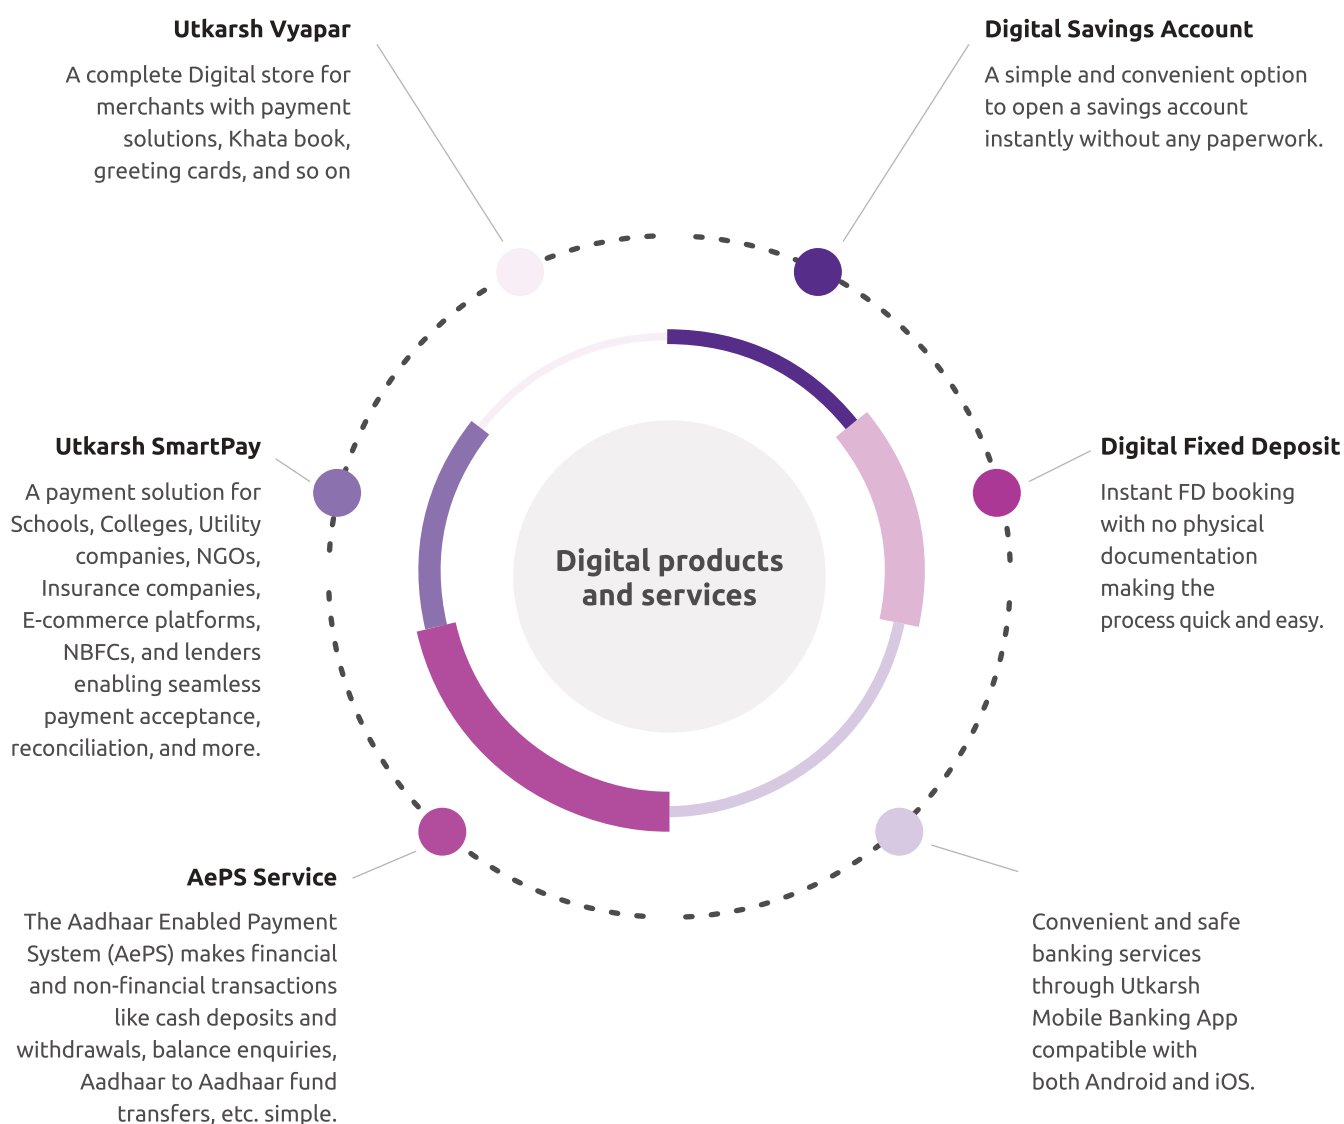 Utkarsh Vyapar
A complete Digital store for
merchants with payment
solutions, Khata book,
greeting cards, and so on
Digital Savings Account
A simple and convenient option
to open a savings account
instantly without any paperwork.
Utkarsh SmartPay
A payment solution for
Schools, Colleges, Utility
companies, NGOs,
Insurance companies,
E-commerce platforms,
NBFCs, and lenders
enabling seamless
payment acceptance,
reconciliation, and more.
Digital products
and services
Digital Fixed Deposit
Instant FD booking
with no physical
documentation
making the
process quick and easy.
AePS Service
The Aadhaar Enabled Payment
System (AePS) makes financial
and non-financial transactions
like cash deposits and
withdrawals, balance enquiries,
Aadhaar to Aadhaar fund
transfers, etc. simple.
Convenient and safe
banking services
through Utkarsh
Mobile Banking App
compatible with
both Android and iOS.